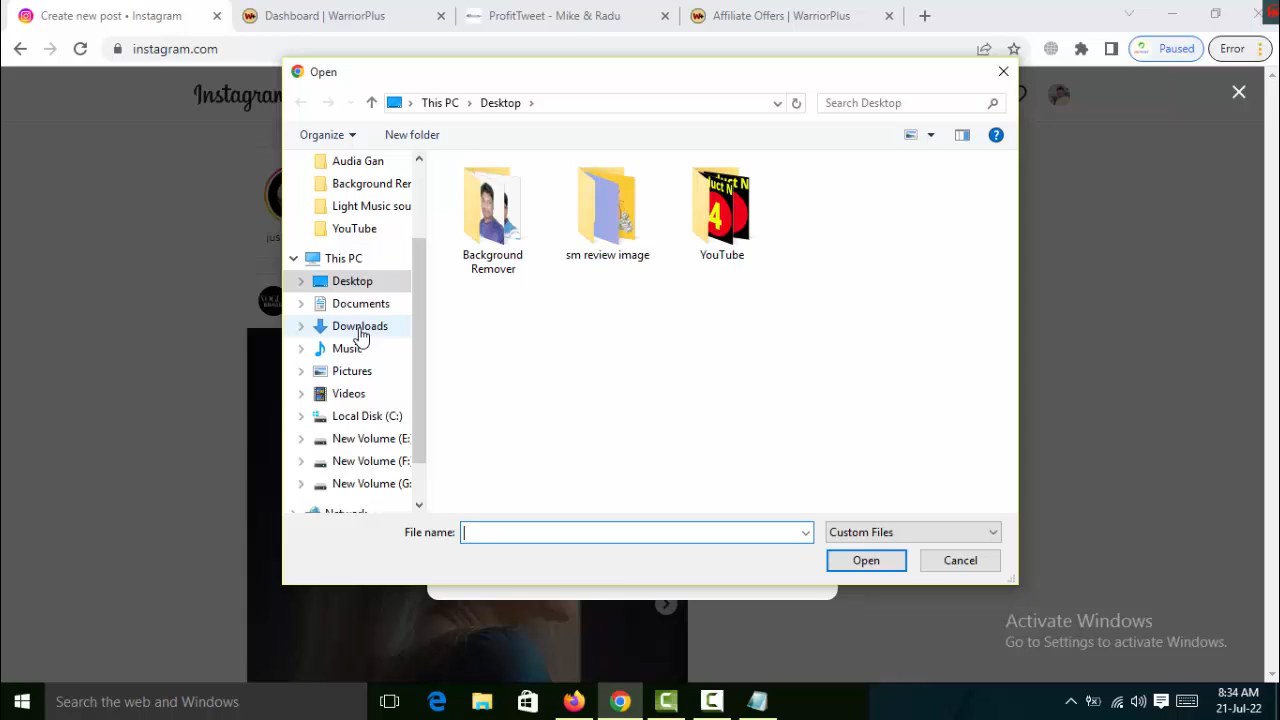 Create new post • Instagram
Dashboard | WarriorPlus
ProfitTweet - Mike & Radu
Affiliate Offers | WarriorPlus
instagram.com
Paused
Error
Instagram
Open
This PC
Desktop
Search Desktop
Organize
New folder
Audia Gan
Background Rer
Light Music sou
YouTube
This PC
Desktop
Documents
Downloads
Music
Pictures
Videos
Local Disk (C:)
New Volume (E:
New Volume (F:
New Volume (G:
Background
Remover
sm review image
duct N
4
YouTube
File name:
Custom Files
Open
Cancel
Activate Windows
Go to Settings to activate Windows.
Search the web and Windows
8:34 AM
21-Jul-22